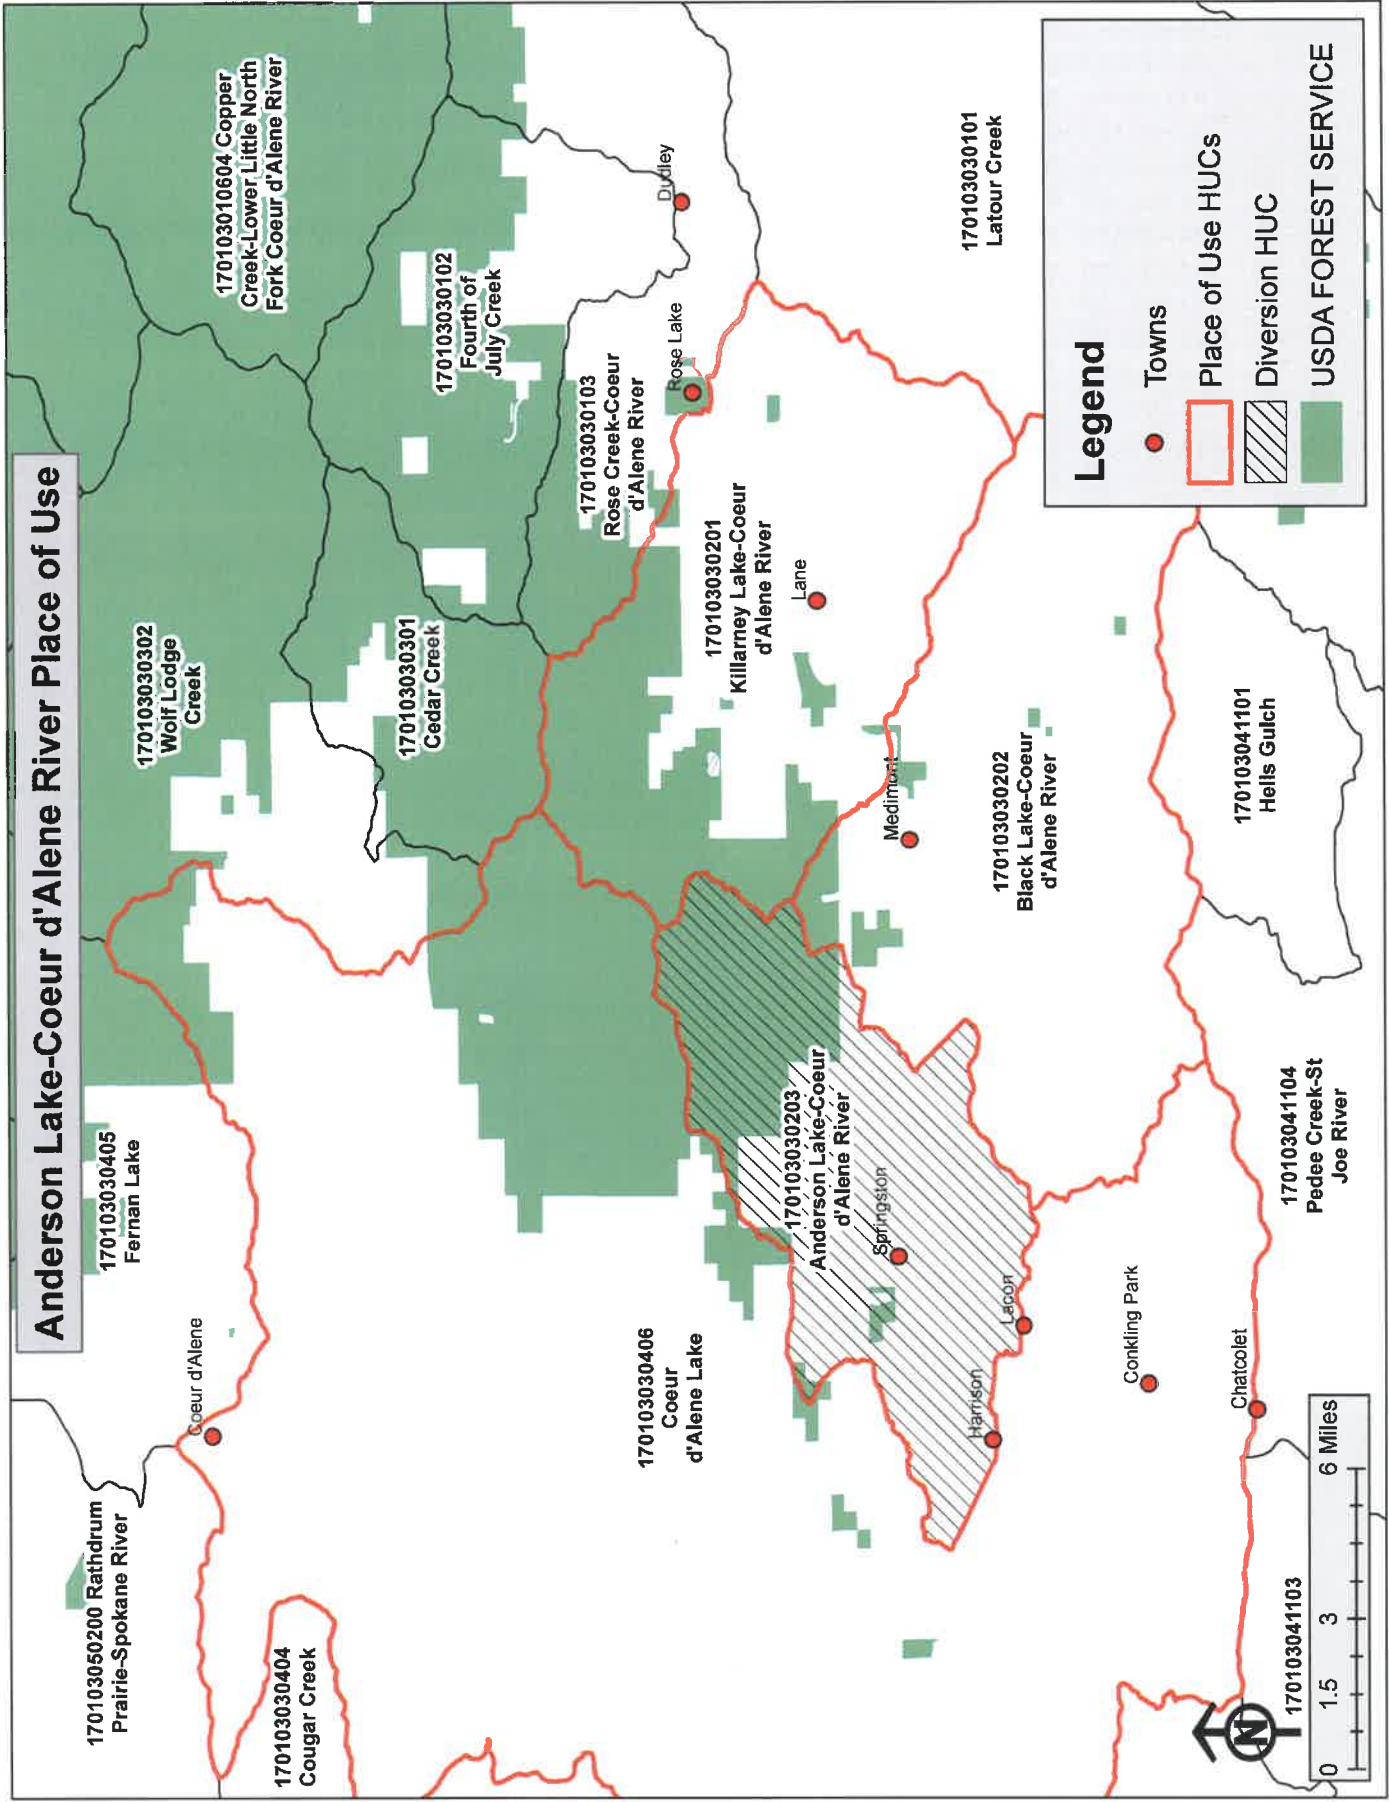 Anderson Lake-Coeur d'Alene River Place of Use
170103050200 Rathdrum
Prairie-Spokane River
170103030405
Fernan Lake
170103030302
Wolf Lodge
Creek
170103010604 Copper
Creek-Lower Little North
Fork Coeur d'Alene River
Coeur d'Alene
170103030404
Cougar Creek
170103030301
Cedar Creek
170103030102
Fourth of
July Creek
170103030103
Rose Creek-Coeur
d'Alene River
Dudley
Rose Lake
170103030406
Coeur
d'Alene Lake
170103030201
Killarney Lake-Coeur
d'Alene River
Lane
170103030203
Anderson Lake-Coeur
d'Alene River
Springston
Medimont
170103030101
Latour Creek
Harrison
Lacon
170103030202
Black Lake-Coeur
d'Alene River
Conkling Park
Chatcolet
170103041101
Hells Gulch
170103041104
Pedee Creek-St
Joe River
170103041103
N
0 1.5 3 6 Miles
Legend
Towns
Place of Use HUCs
Diversion HUC
USDA FOREST SERVICE